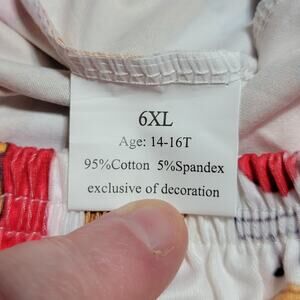 6XL
Age: 14-16T
95%Cotton 5%Spandex
exclusive of decoration